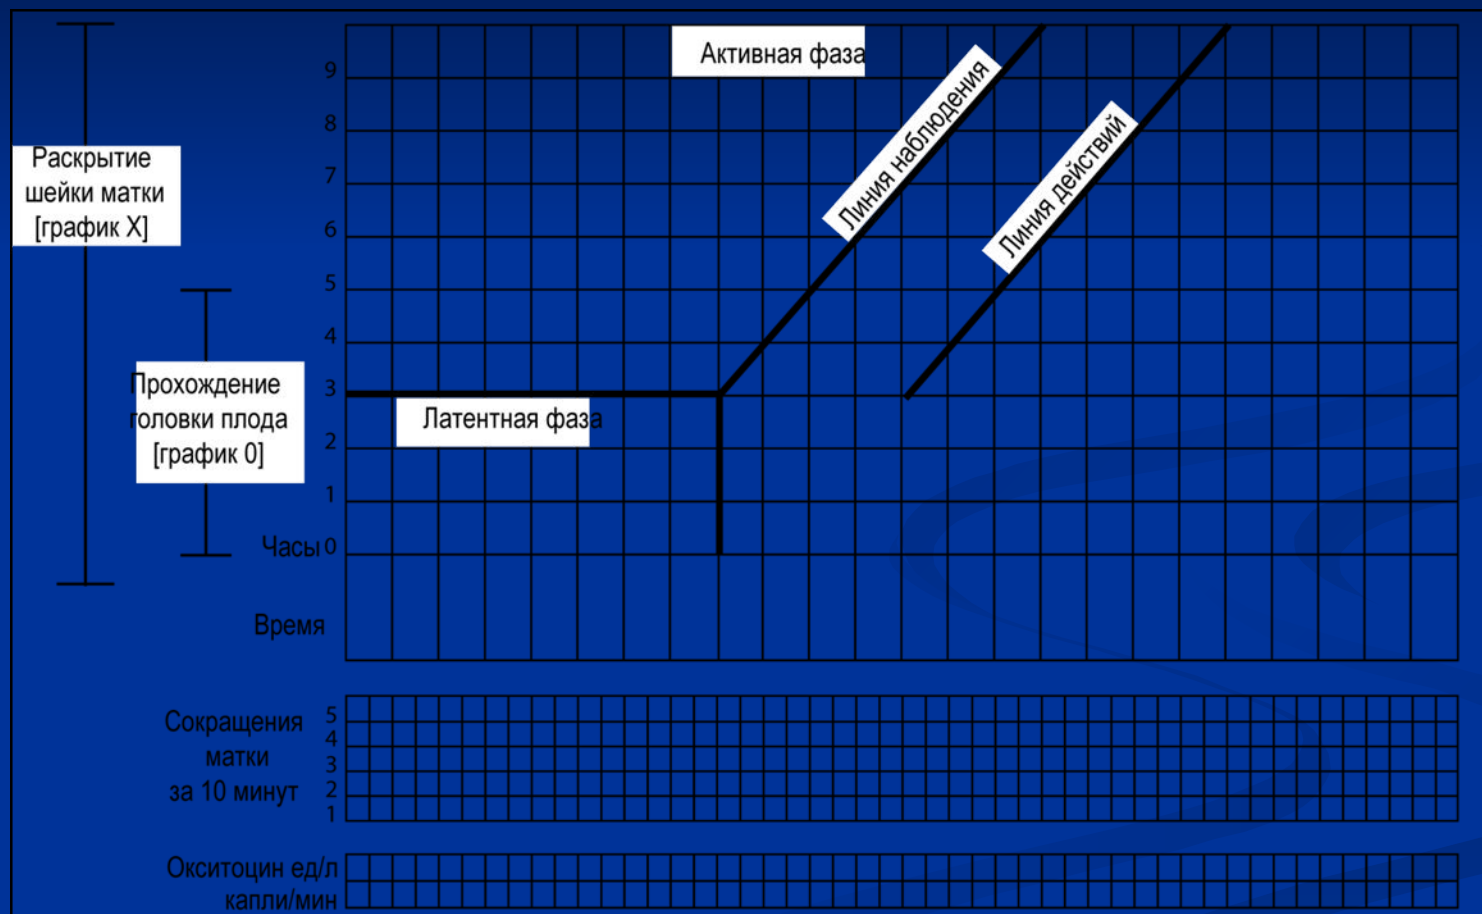 Активная фаза
9
8
7
6
5
4
3
2
1
0
Раскрытие
шейки матки
[график X]
Линия наблюдения
Линия действий
Прохождение
головки плода
[график 0]
Латентная фаза
Часы
Время
Сокращения
матки
за 10 минут
5
4
3
2
1
Окситоцин ед/л
капли/мин